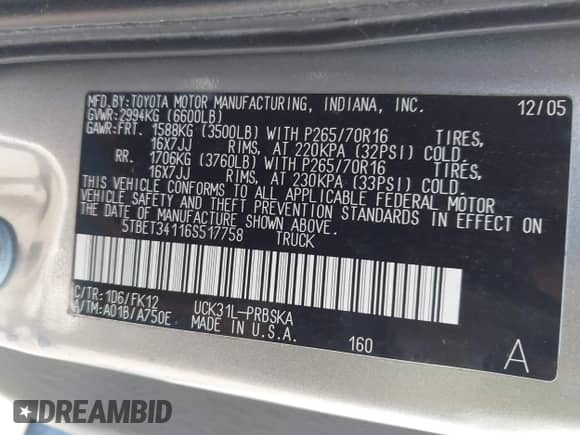 MFD. BY: TOYOTA MOTOR MANUFACTURING, INDIANA, INC. 12/05
GVWR: 2994KG (6600LB)
GAWR: FRT. 1588KG (3500LB) WITH P265/70R16 TIRES,
16X7JJ RIMS, AT 220KPA (32PSI) COLD
RR. 1706KG (3760LB) WITH P265/70R16 TIRES,
16X7JJ RIMS, AT 230KPA (33PSI) COLD.
THIS VEHICLE CONFORMS TO ALL APPLICABLE FEDERAL MOTOR
VEHICLE SAFETY AND THEFT PREVENTION STANDARDS IN EFFECT ON
THE DATE OF MANUFACTURE SHOWN ABOVE.
5TBET34116S517758 TRUCK
C/TR: 1D6/FK12 UCK31L-PRBSKA
A/TM: A01B/A750E MADE IN U.S.A.
160 A
DREAMBID